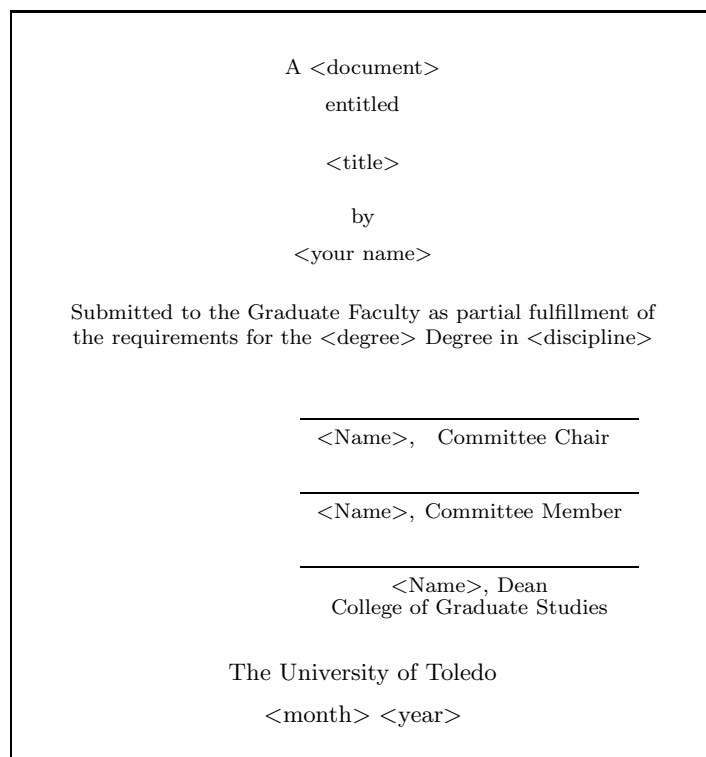 A <document>
entitled
<title>
by
<your name>
Submitted to the Graduate Faculty as partial fulfillment of
the requirements for the <degree> Degree in <discipline>
<Name>, Committee Chair
<Name>, Committee Member
<Name>, Dean
College of Graduate Studies
The University of Toledo
<month> <year>